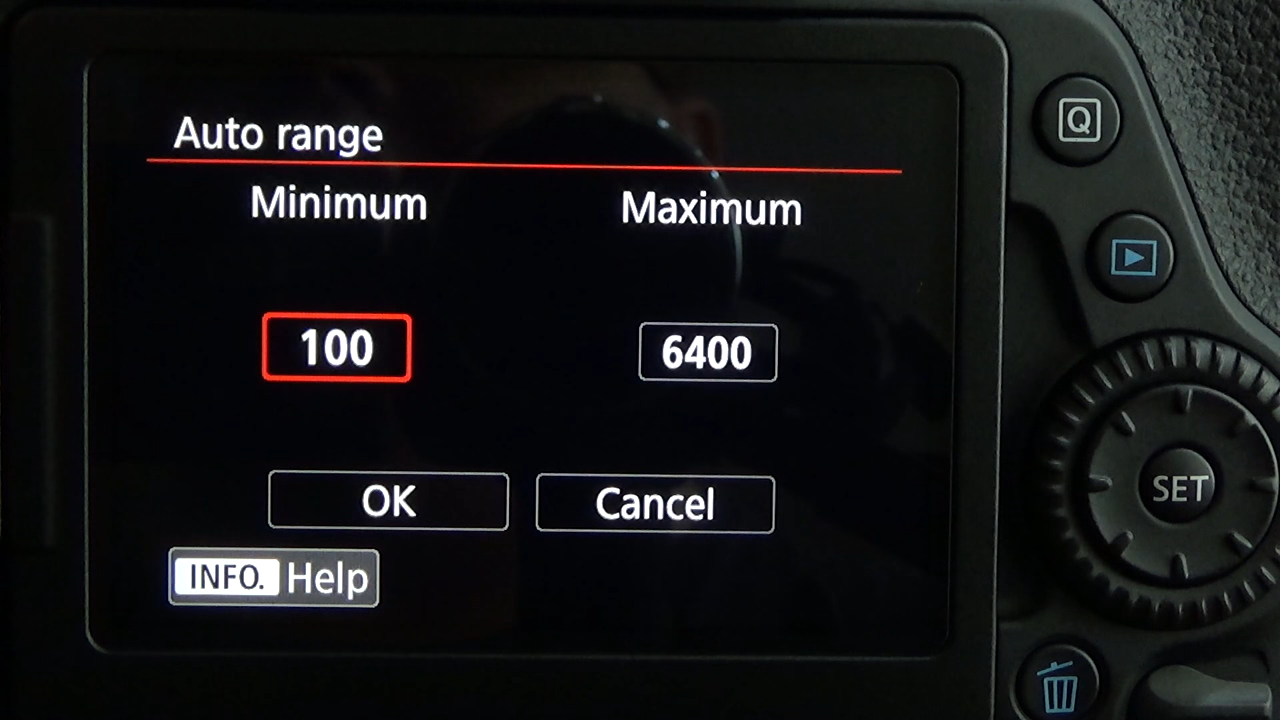 Auto range
Minimum Maximum
100 6400
OK Cancel
INFO. Help
Q
SET